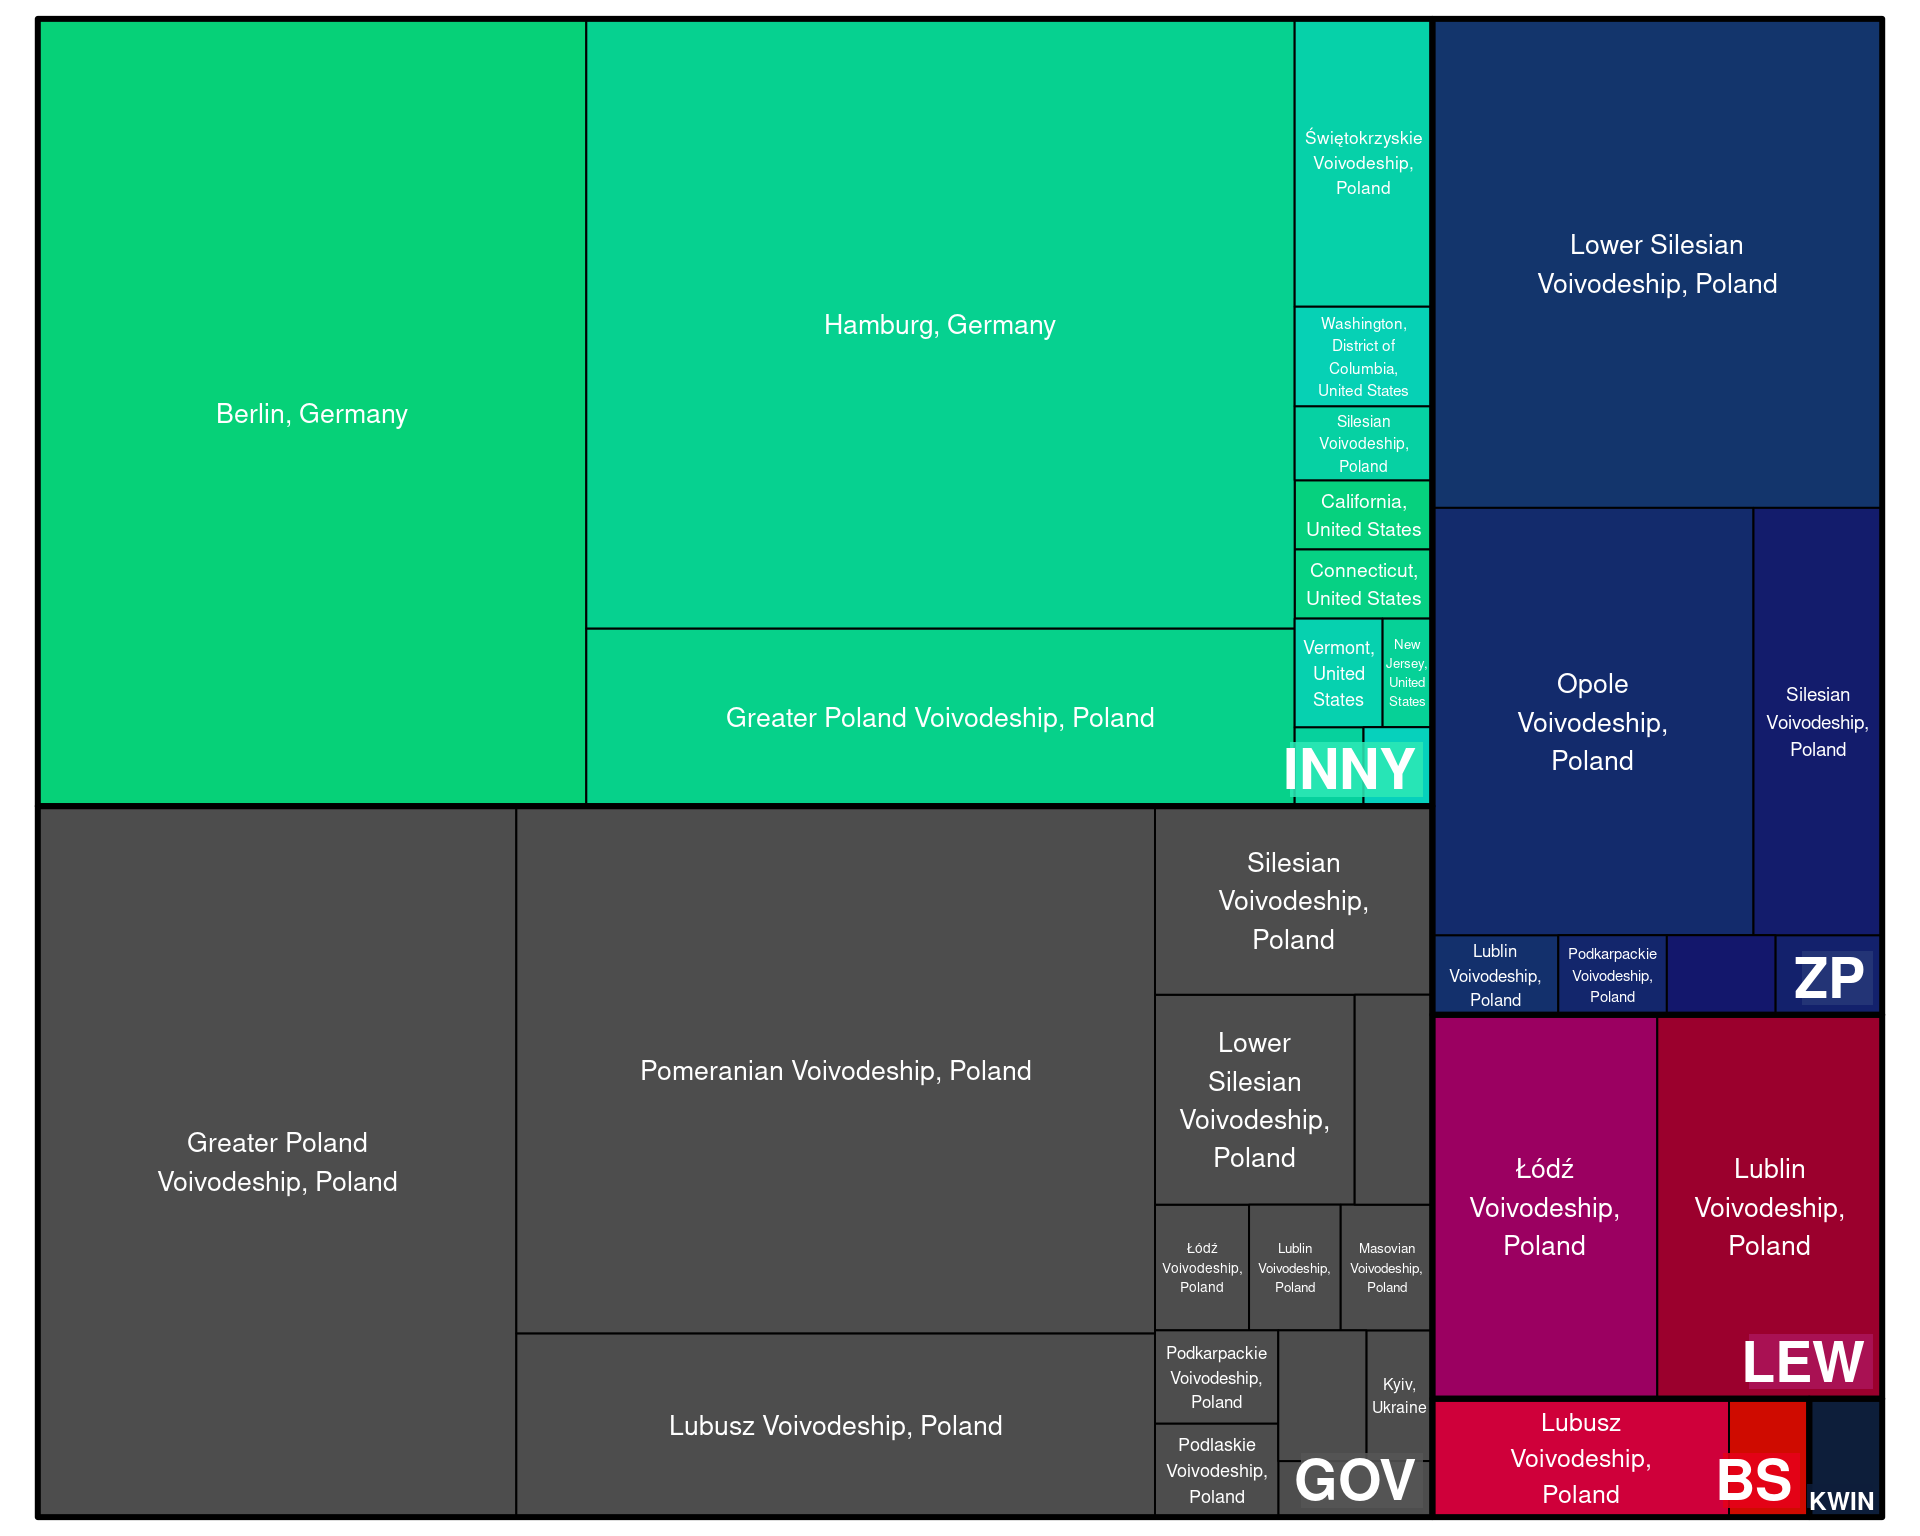 Berlin, Germany
Hamburg, Germany
Greater Poland Voivodeship, Poland
Świętokrzyskie
Voivodeship,
Poland
Washington,
District of
Columbia,
United States
Silesian
Voivodeship,
Poland
California,
United States
Connecticut,
United States
Vermont,
United
States
New
Jersey,
United
States
INNY
Greater Poland
Voivodeship, Poland
Pomeranian Voivodeship, Poland
Lubusz Voivodeship, Poland
Silesian
Voivodeship,
Poland
Lower
Silesian
Voivodeship,
Poland
Łódź
Voivodeship,
Poland
Lublin
Voivodeship,
Poland
Masovian
Voivodeship,
Poland
Podkarpackie
Voivodeship,
Poland
Podlaskie
Voivodeship,
Poland
Kyiv,
Ukraine
GOV
Lower Silesian
Voivodeship, Poland
Opole
Voivodeship,
Poland
Silesian
Voivodeship,
Poland
Lublin
Voivodeship,
Poland
Podkarpackie
Voivodeship,
Poland
ZP
Łódź
Voivodeship,
Poland
Lublin
Voivodeship,
Poland
LEW
Lubusz
Voivodeship,
Poland
BS
KWIN